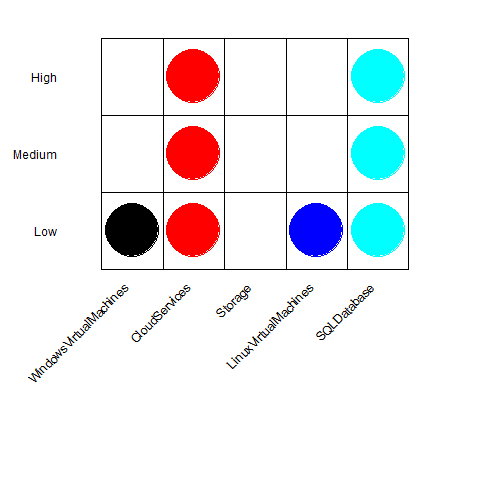 High
Medium
Low
WindowsVirtualMachines
CloudServices
Storage
LinuxVirtualMachines
SQLDatabase